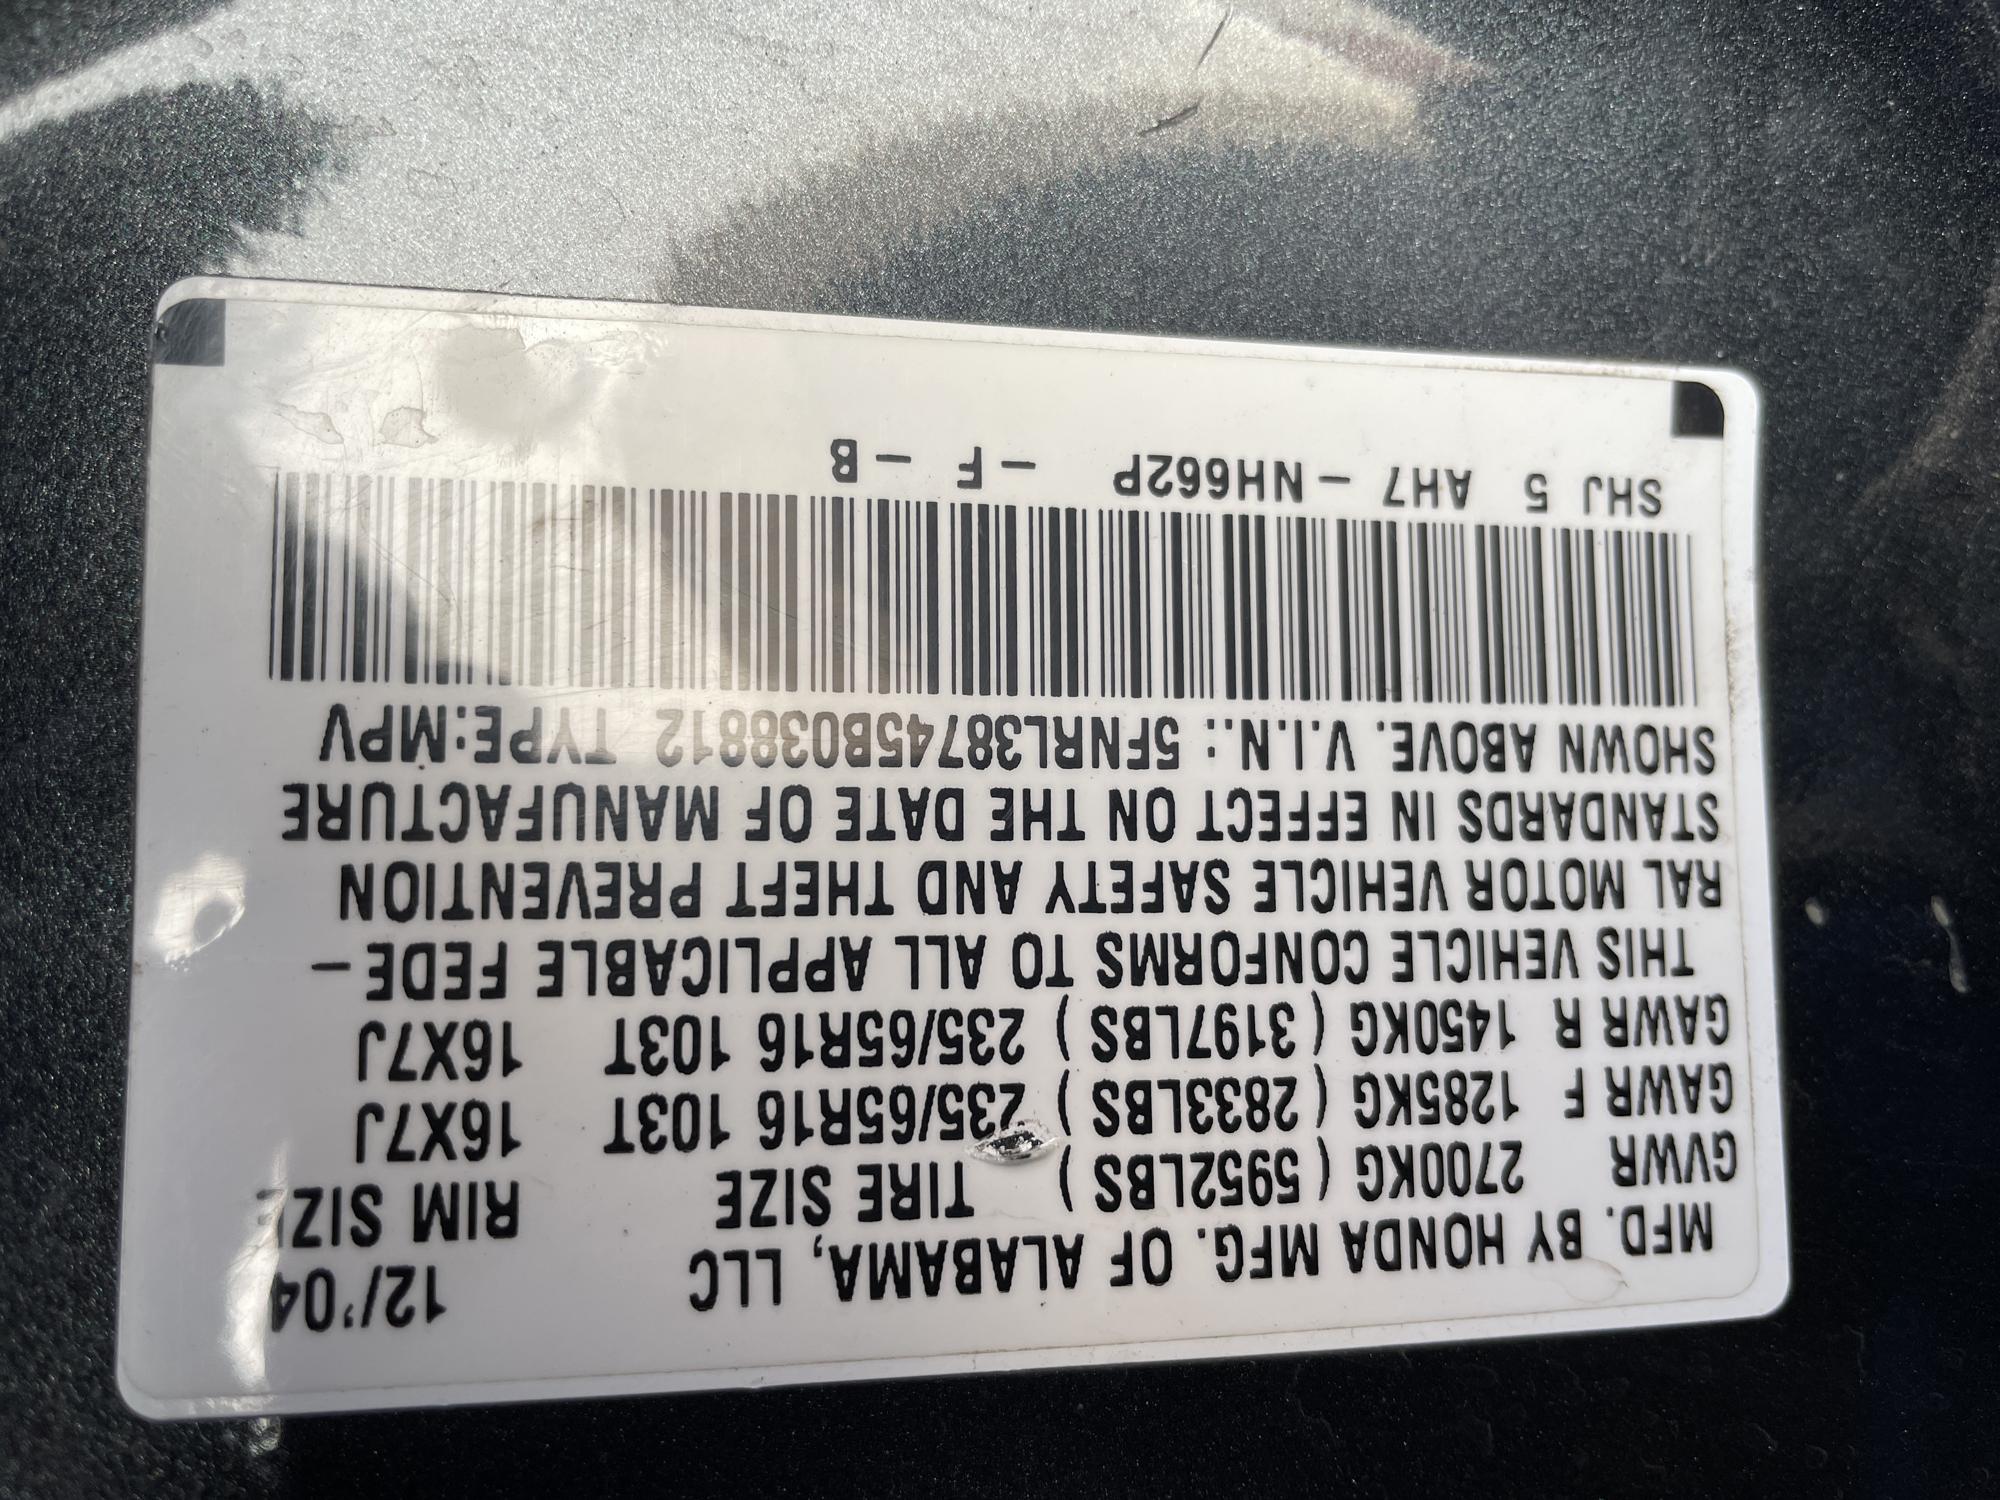 MFD. BY HONDA MFG. OF ALABAMA, LLC 12/'04
GVWR 2700KG ( 5952LBS ) TIRE SIZE RIM SIZE
GAWR F 1285KG ( 2833LBS ) 235/65R16 103T 16X7J
GAWR R 1450KG ( 3197LBS ) 235/65R16 103T 16X7J
THIS VEHICLE CONFORMS TO ALL APPLICABLE FEDE-
RAL MOTOR VEHICLE SAFETY AND THEFT PREVENTION
STANDARDS IN EFFECT ON THE DATE OF MANUFACTURE
SHOWN ABOVE. V.I.N.: 5FNRL38745B038812 TYPE:MPV
SHJ 5 AH7 - NH662P - F - B